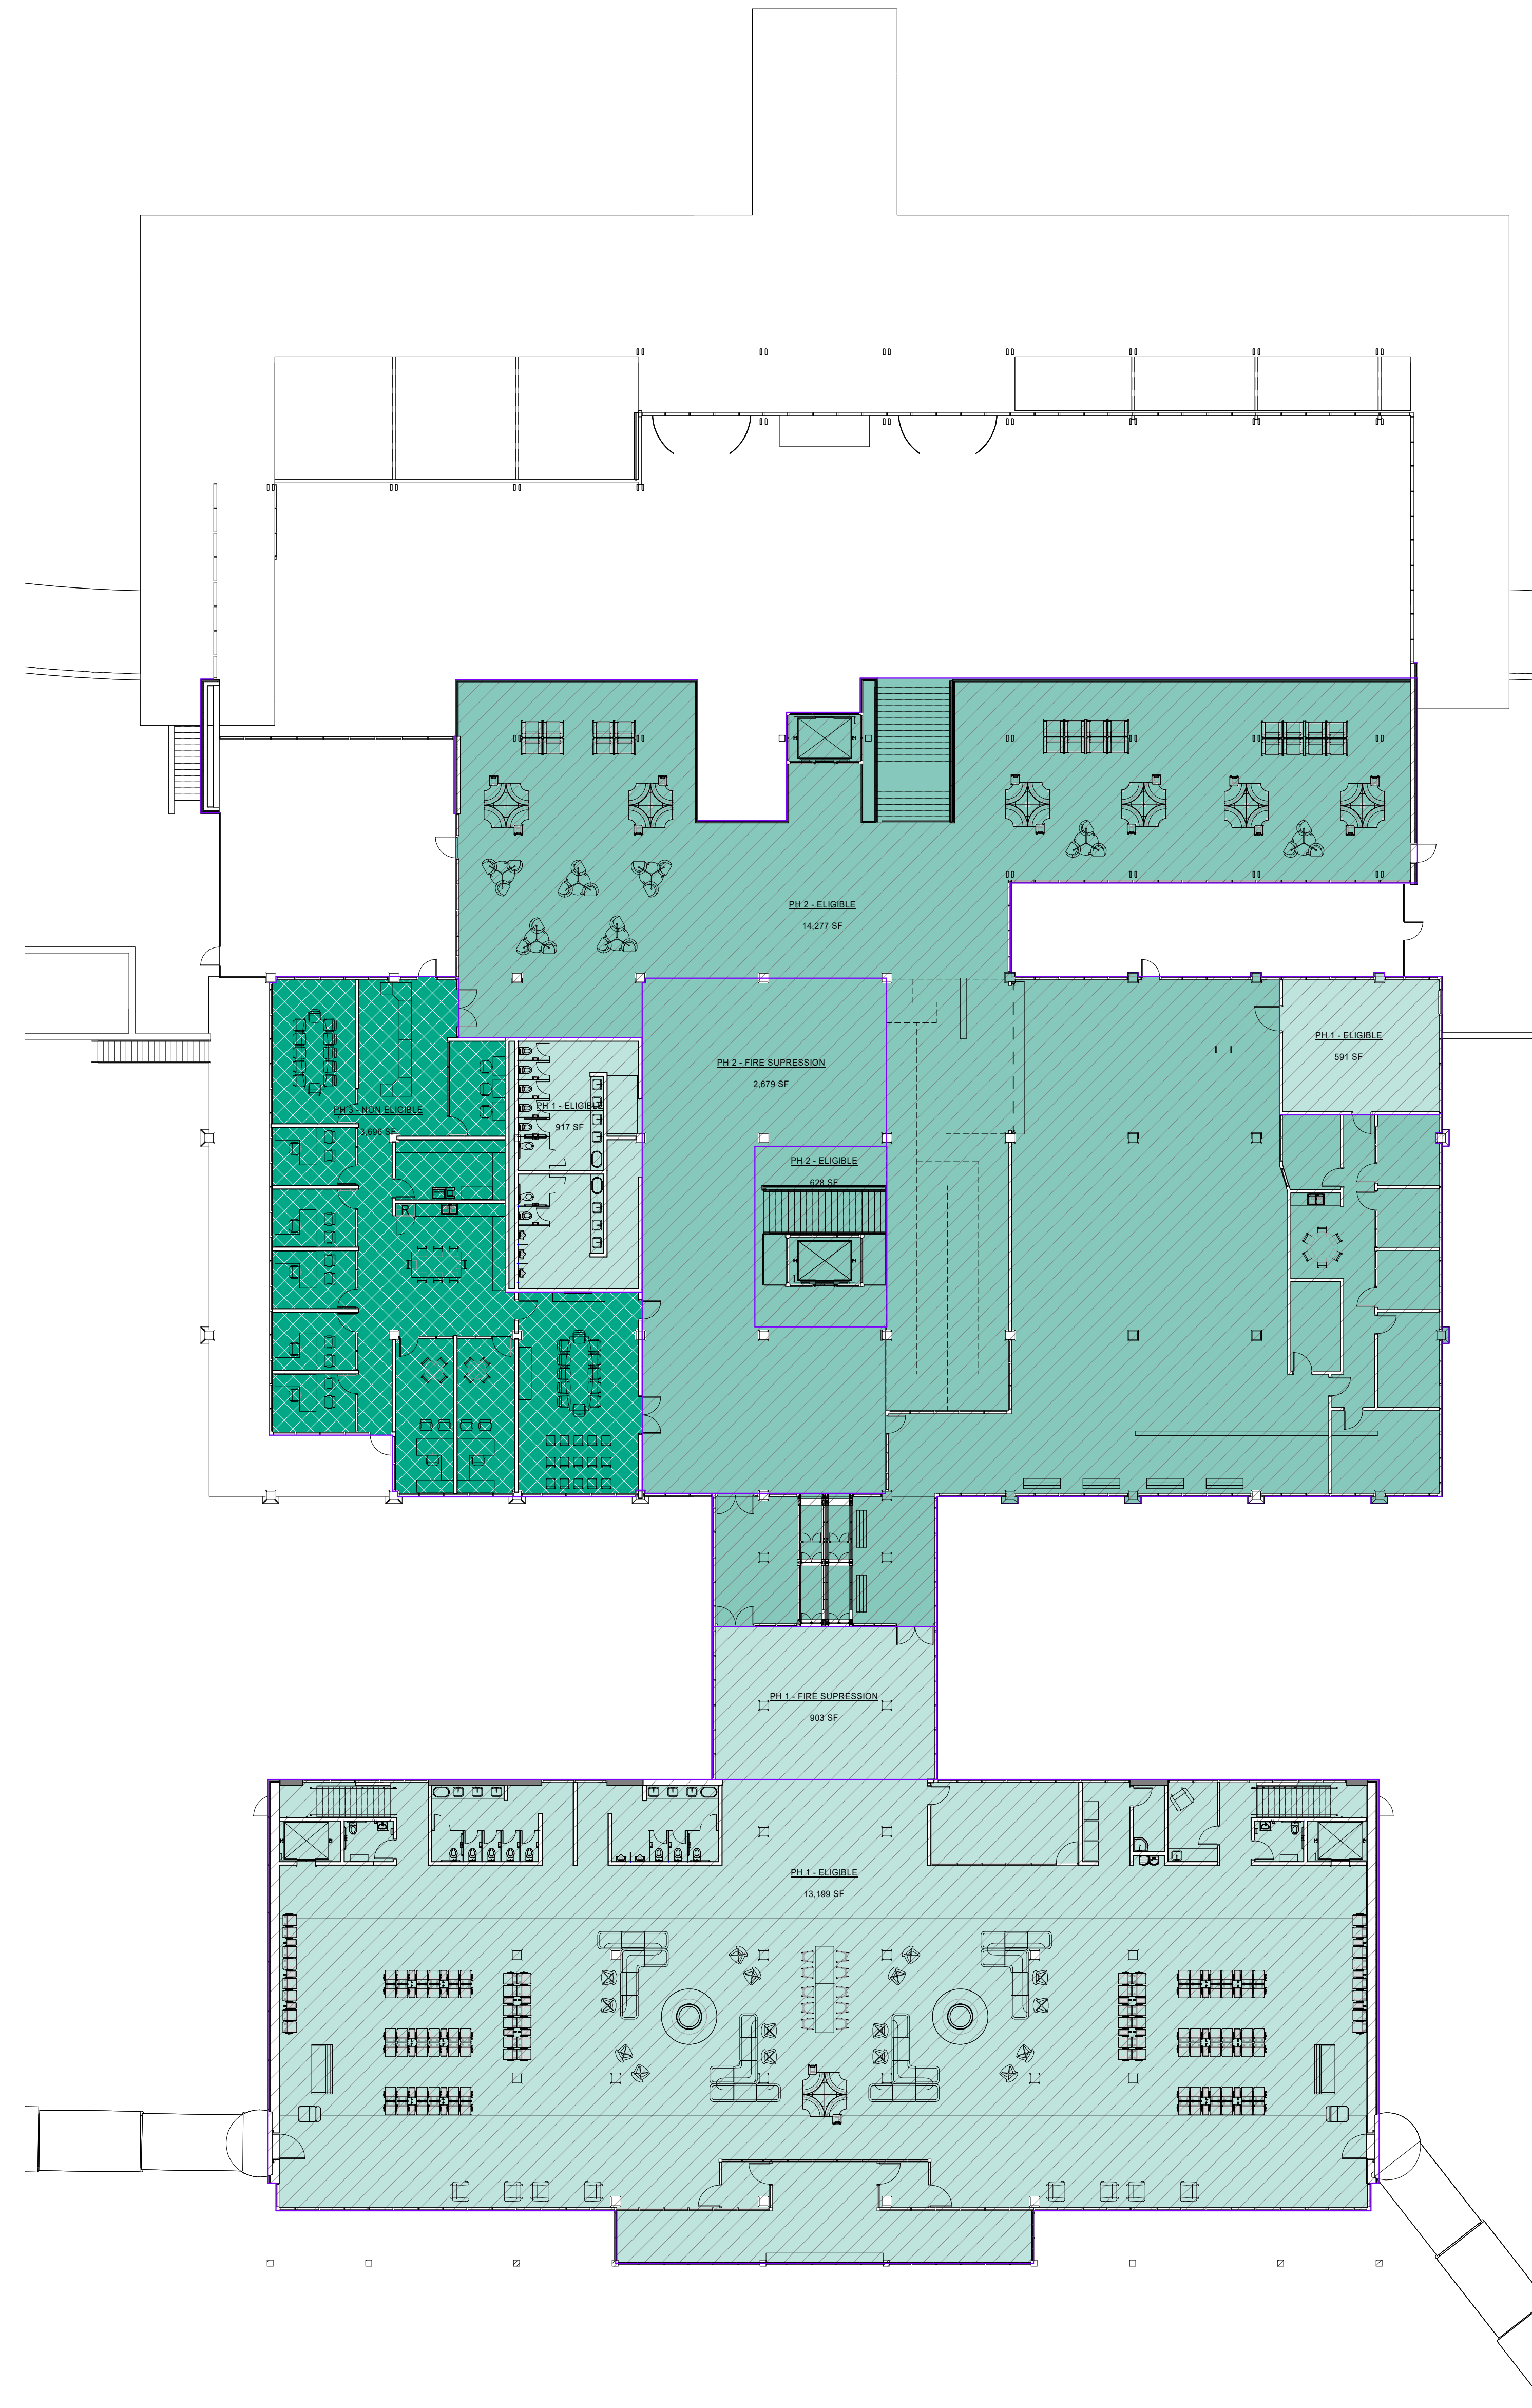 PH 2 - ELIGIBLE
14,277 SF
PH 1 - ELIGIBLE
591 SF
PH 2 - FIRE SUPRESSION
2,679 SF
PH 3 - NON ELIGIBLE
3,696 SF
PH 1 - ELIGIBLE
917 SF
PH 2 - ELIGIBLE
628 SF
R
PH 1 - FIRE SUPRESSION
903 SF
PH 1 - ELIGIBLE
13,199 SF